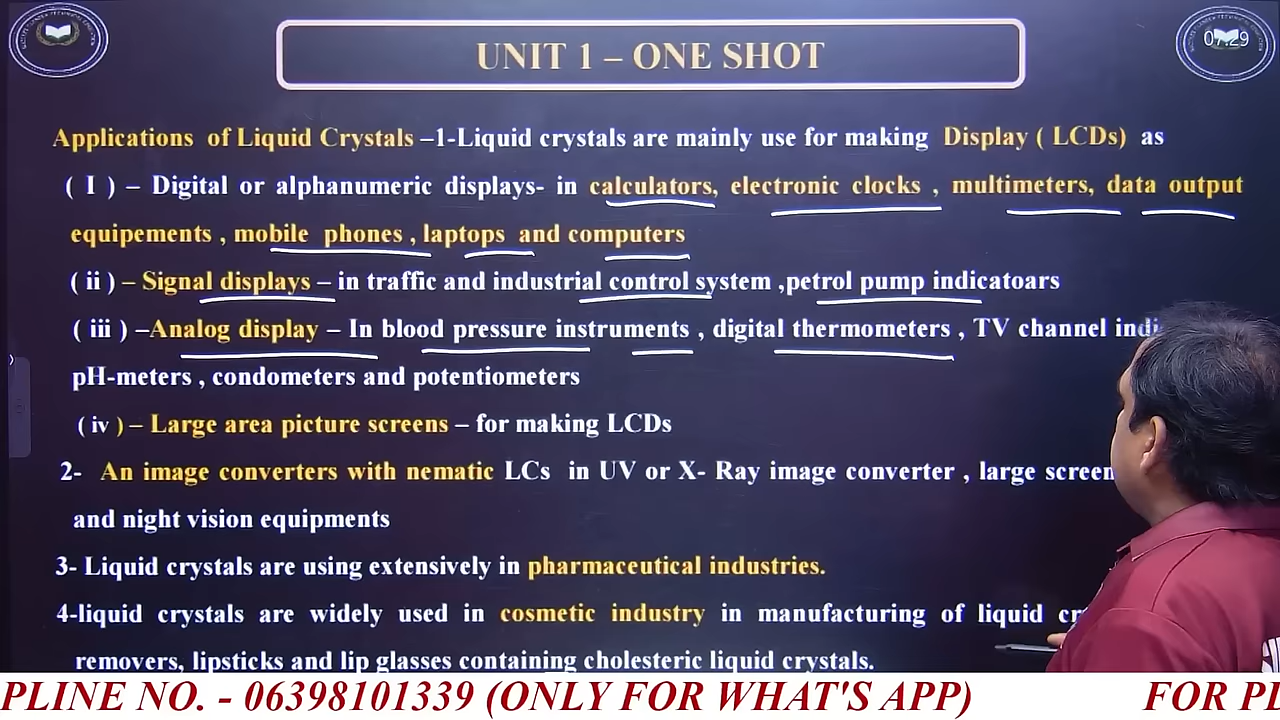 07:29
UNIT 1 – ONE SHOT
Applications of Liquid Crystals –1-Liquid crystals are mainly use for making Display ( LCDs) as
( I ) – Digital or alphanumeric displays- in calculators, electronic clocks , multimeters, data output
equipements , mobile phones , laptops and computers
( ii ) – Signal displays – in traffic and industrial control system ,petrol pump indicatoars
( iii ) –Analog display – In blood pressure instruments , digital thermometers , TV channel
pH-meters , condometers and potentiometers
( iv ) – Large area picture screens – for making LCDs
2- An image converters with nematic LCs in UV or X- Ray image converter , large screen
and night vision equipments
3- Liquid crystals are using extensively in pharmaceutical industries.
4-liquid crystals are widely used in cosmetic industry in manufacturing of liquid
removers, lipsticks and lip glasses containing cholesteric liquid crystals.
PLINE NO. - 06398101339 (ONLY FOR WHAT'S APP) FOR